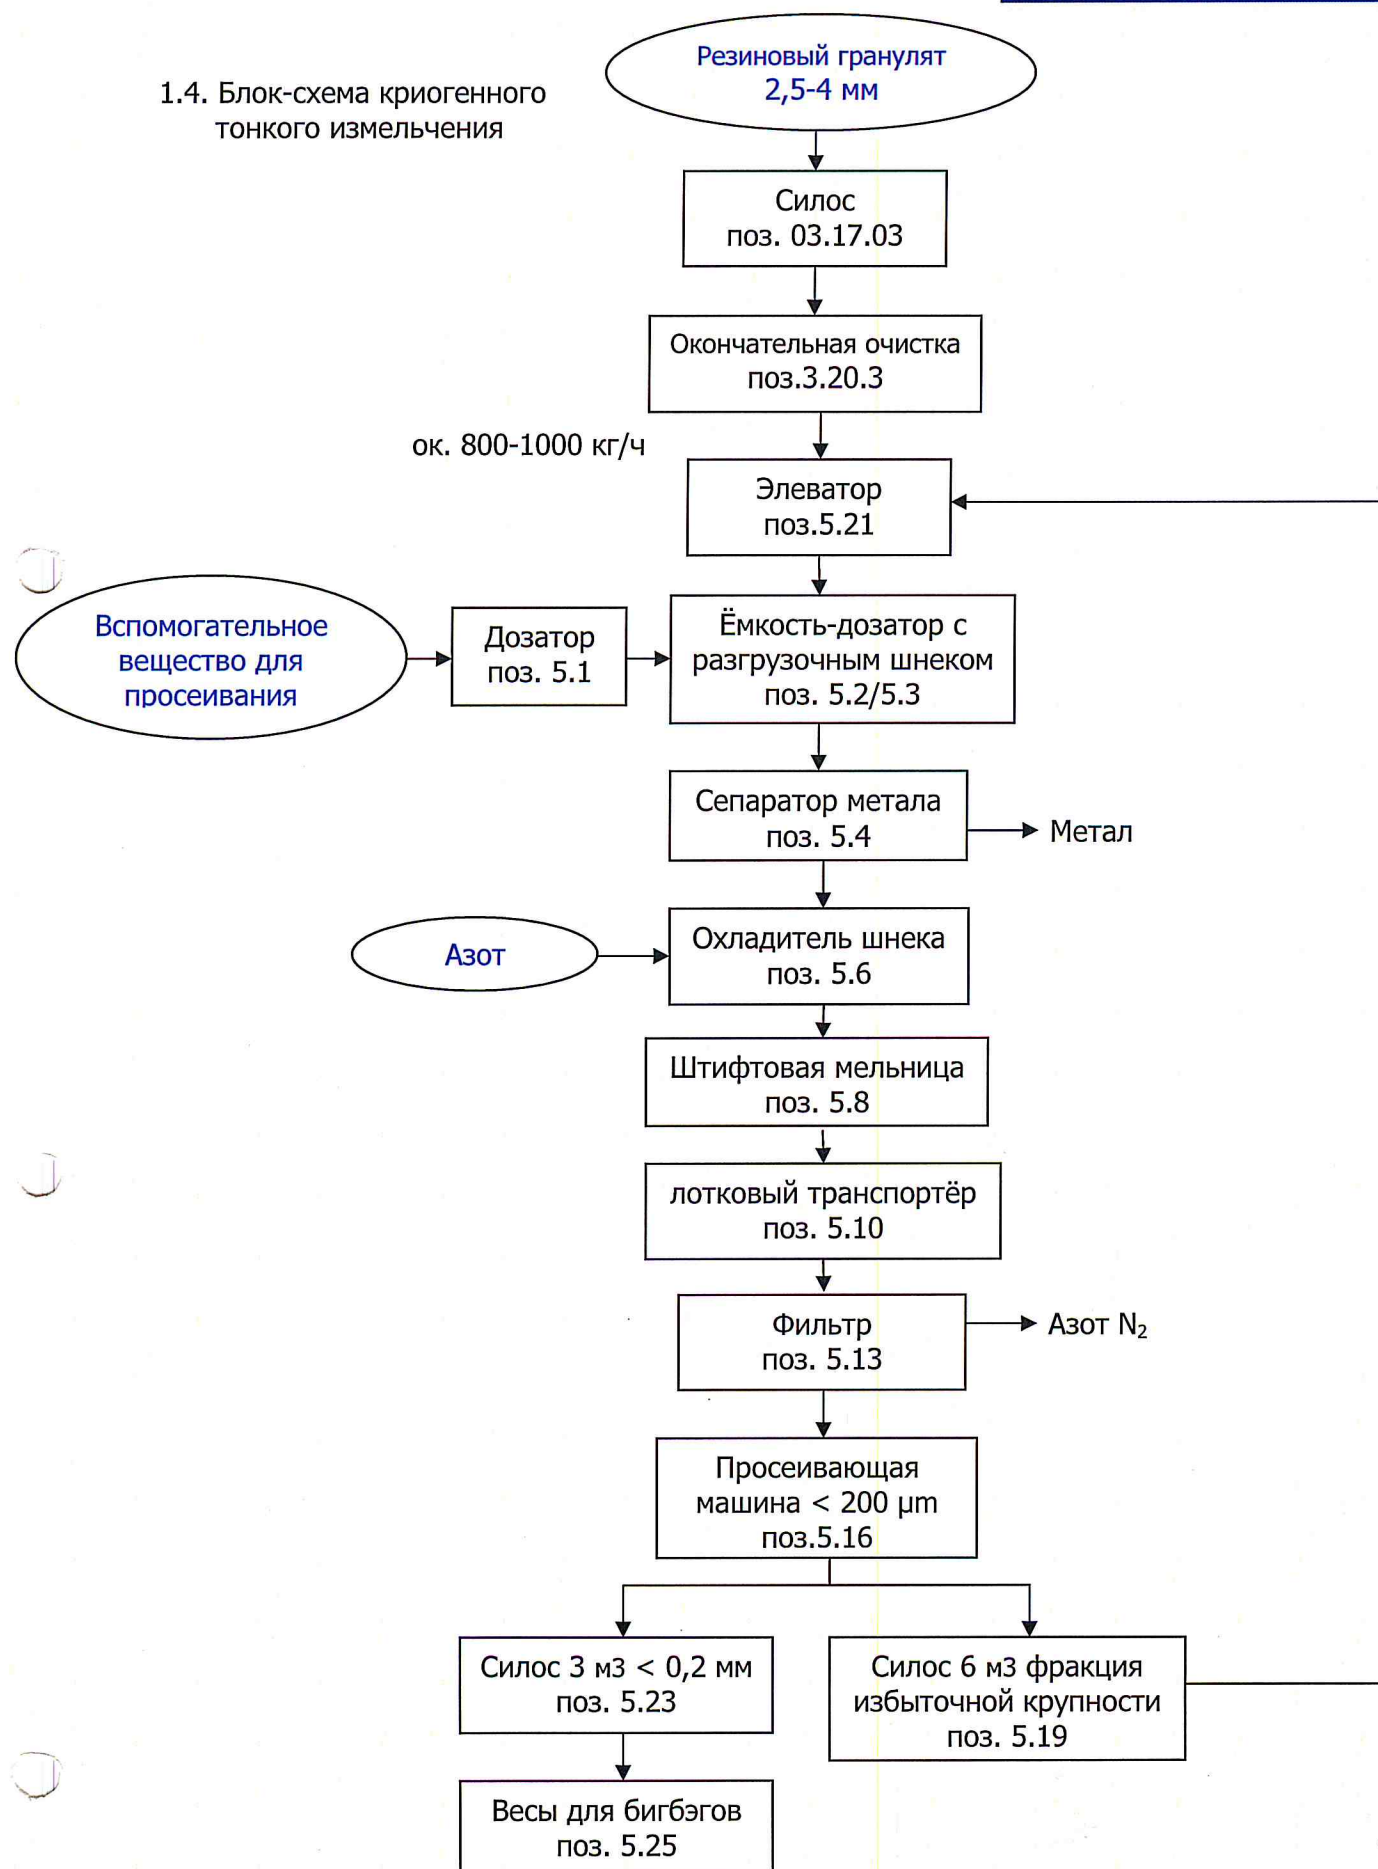 1.4. Блок-схема криогенного
тонкого измельчения
Резиновый гранулят
2,5-4 мм
Силос
поз. 03.17.03
Окончательная очистка
поз.3.20.3
ок. 800-1000 кг/ч
Элеватор
поз.5.21
Вспомогательное
вещество для
просеивания
Дозатор
поз. 5.1
Ёмкость-дозатор с
разгрузочным шнеком
поз. 5.2/5.3
Сепаратор метала
поз. 5.4
Метал
Азот
Охладитель шнека
поз. 5.6
Штифтовая мельница
поз. 5.8
лотковый транспортёр
поз. 5.10
Фильтр
поз. 5.13
Азот N₂
Просеивающая
машина < 200 µm
поз.5.16
Силос 3 м3 < 0,2 мм
поз. 5.23
Силос 6 м3 фракция
избыточной крупности
поз. 5.19
Весы для бигбэгов
поз. 5.25